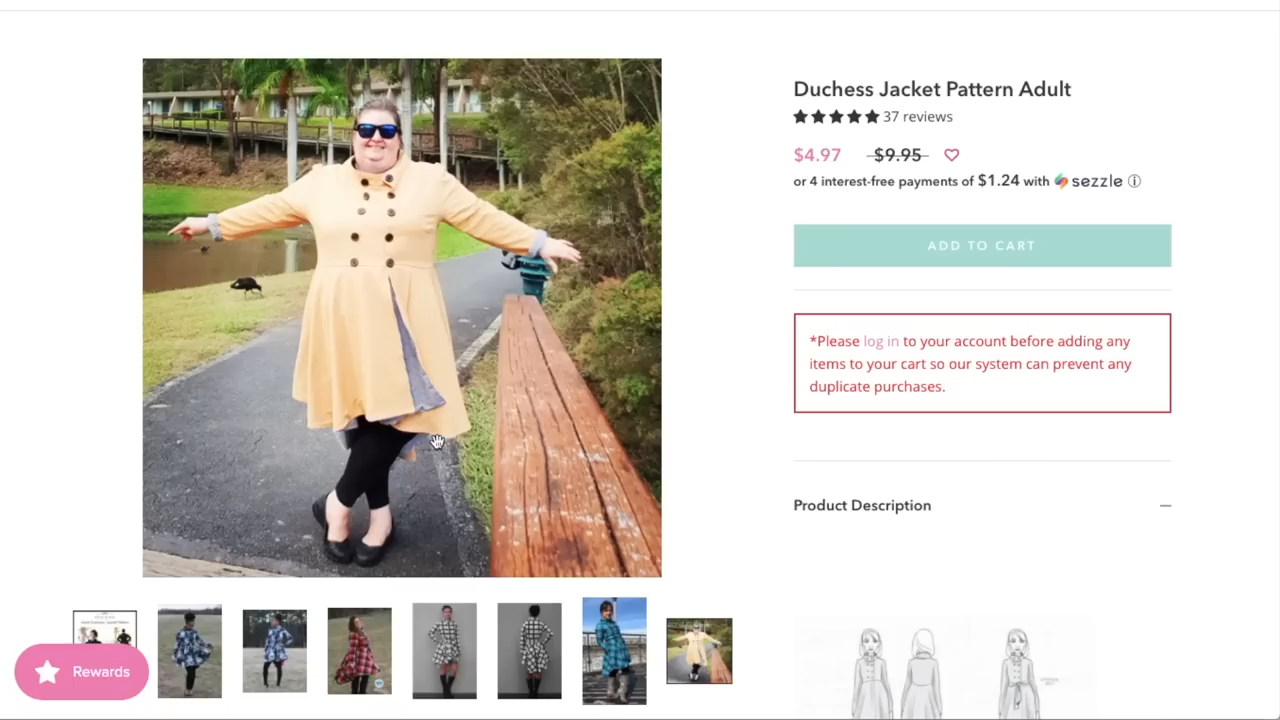 Duchess Jacket Pattern Adult
37 reviews
$4.97 $9.95
or 4 interest-free payments of $1.24 with sezzle
ADD TO CART
*Please log in to your account before adding any
items to your cart so our system can prevent any
duplicate purchases.
Product Description
Rewards